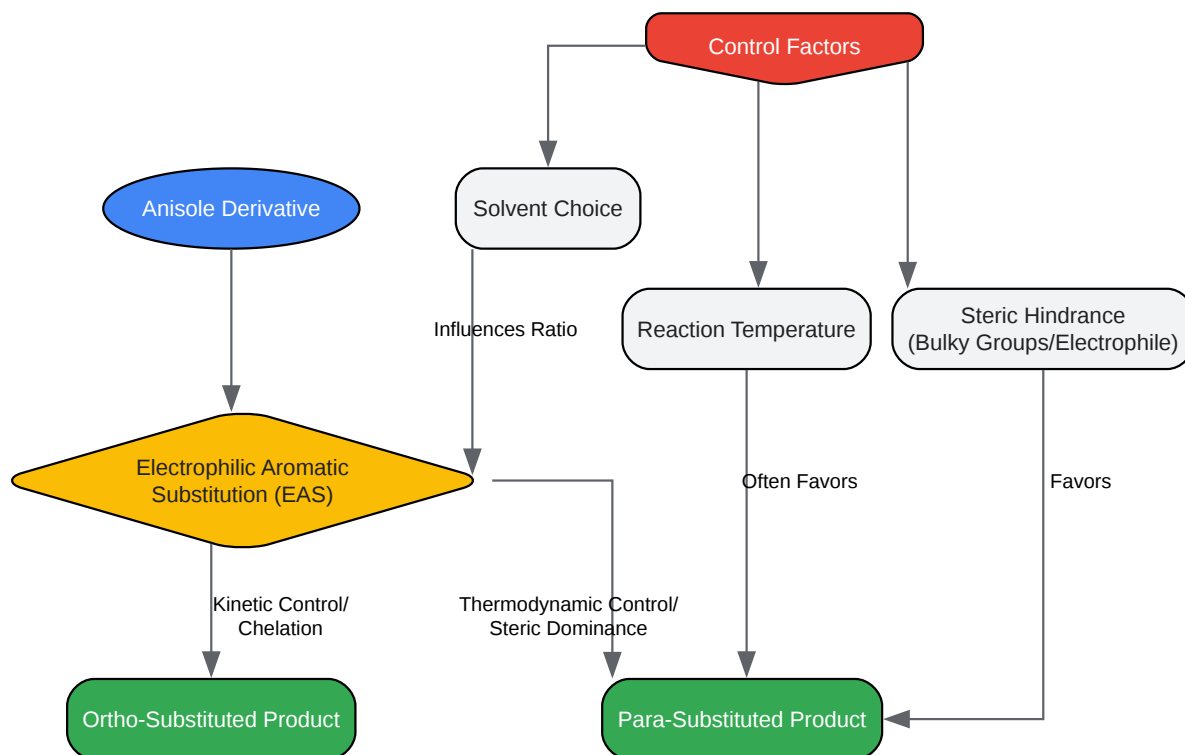 Control Factors
Anisole Derivative
Solvent Choice
Influences Ratio
Reaction Temperature
Steric Hindrance
(Bulky Groups/Electrophile)
Electrophilic Aromatic
Substitution (EAS)
Often Favors
Favors
Kinetic Control/
Chelation
Thermodynamic Control/
Steric Dominance
Ortho-Substituted Product
Para-Substituted Product